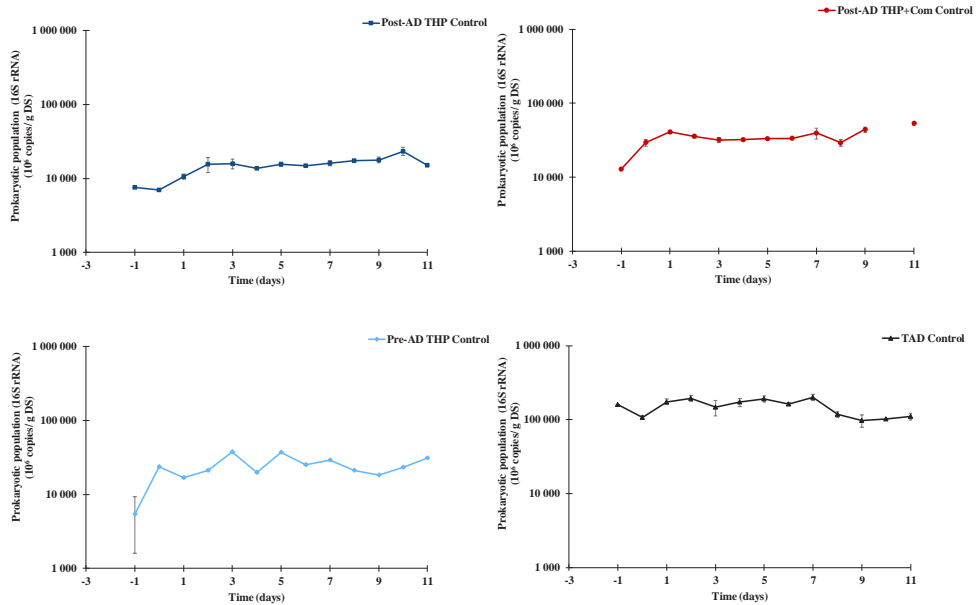 Post-AD THP Control
1 000 000
100 000
10 000
1 000
-3 -1 1 3 5 7 9 11
Time (days)
Prokaryotic population (16S rRNA)
(10⁶ copies/ g DS)
Post-AD THP+Com Control
1 000 000
100 000
10 000
1 000
-3 -1 1 3 5 7 9 11
Time (days)
Prokaryotic population (16S rRNA)
(10⁶ copies/ g DS)
Pre-AD THP Control
1 000 000
100 000
10 000
1 000
-3 -1 1 3 5 7 9 11
Time (days)
Prokaryotic population (16S rRNA)
(10⁶ copies/ g DS)
TAD Control
1 000 000
100 000
10 000
1 000
-3 -1 1 3 5 7 9 11
Time (days)
Prokaryotic population (16S rRNA)
(10⁶ copies/ g DS)